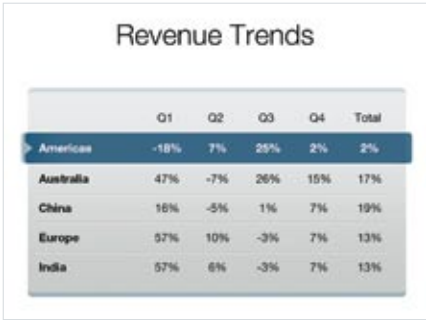 Revenue Trends
Q1 Q2 Q3 Q4 Total
Americas -18% 7% 25% 2% 2%
Australia 47% -7% 26% 15% 17%
China 16% -5% 1% 7% 19%
Europe 57% 10% -3% 7% 13%
India 57% 6% -3% 7% 13%